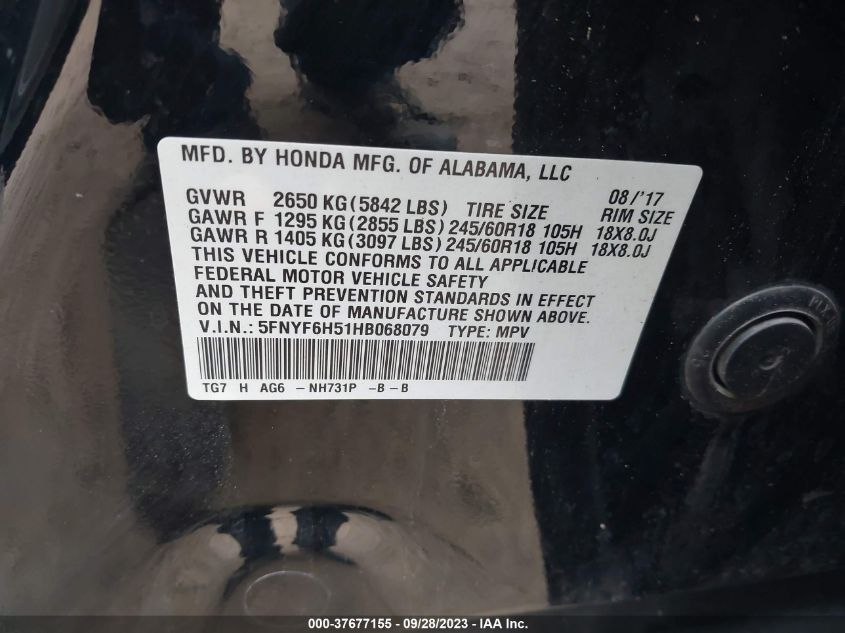 MFD. BY HONDA MFG. OF ALABAMA, LLC
08/'17
GVWR 2650 KG(5842 LBS) TIRE SIZE RIM SIZE
GAWR F 1295 KG(2855 LBS)245/60R18 105H 18X8.0J
GAWR R 1405 KG(3097 LBS)245/60R18 105H 18X8.0J
THIS VEHICLE CONFORMS TO ALL APPLICABLE
FEDERAL MOTOR VEHICLE SAFETY
AND THEFT PREVENTION STANDARDS IN EFFECT
ON THE DATE OF MANUFACTURE SHOWN ABOVE.
V.I.N.: 5FNYF6H51HB068079 TYPE: MPV
TG7 H AG6 -NH731P -B-B
000-37677155 - 09/28/2023 - IAA Inc.